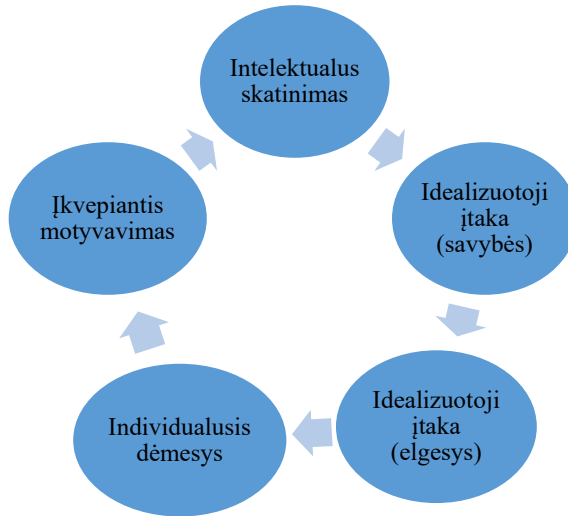 Intelektualus
skatinimas
Idealizuotoji
įtaka
(savybės)
Idealizuotoji
įtaka
(elgesys)
Individualusis
dėmesys
Įkvepiantis
motyvavimas